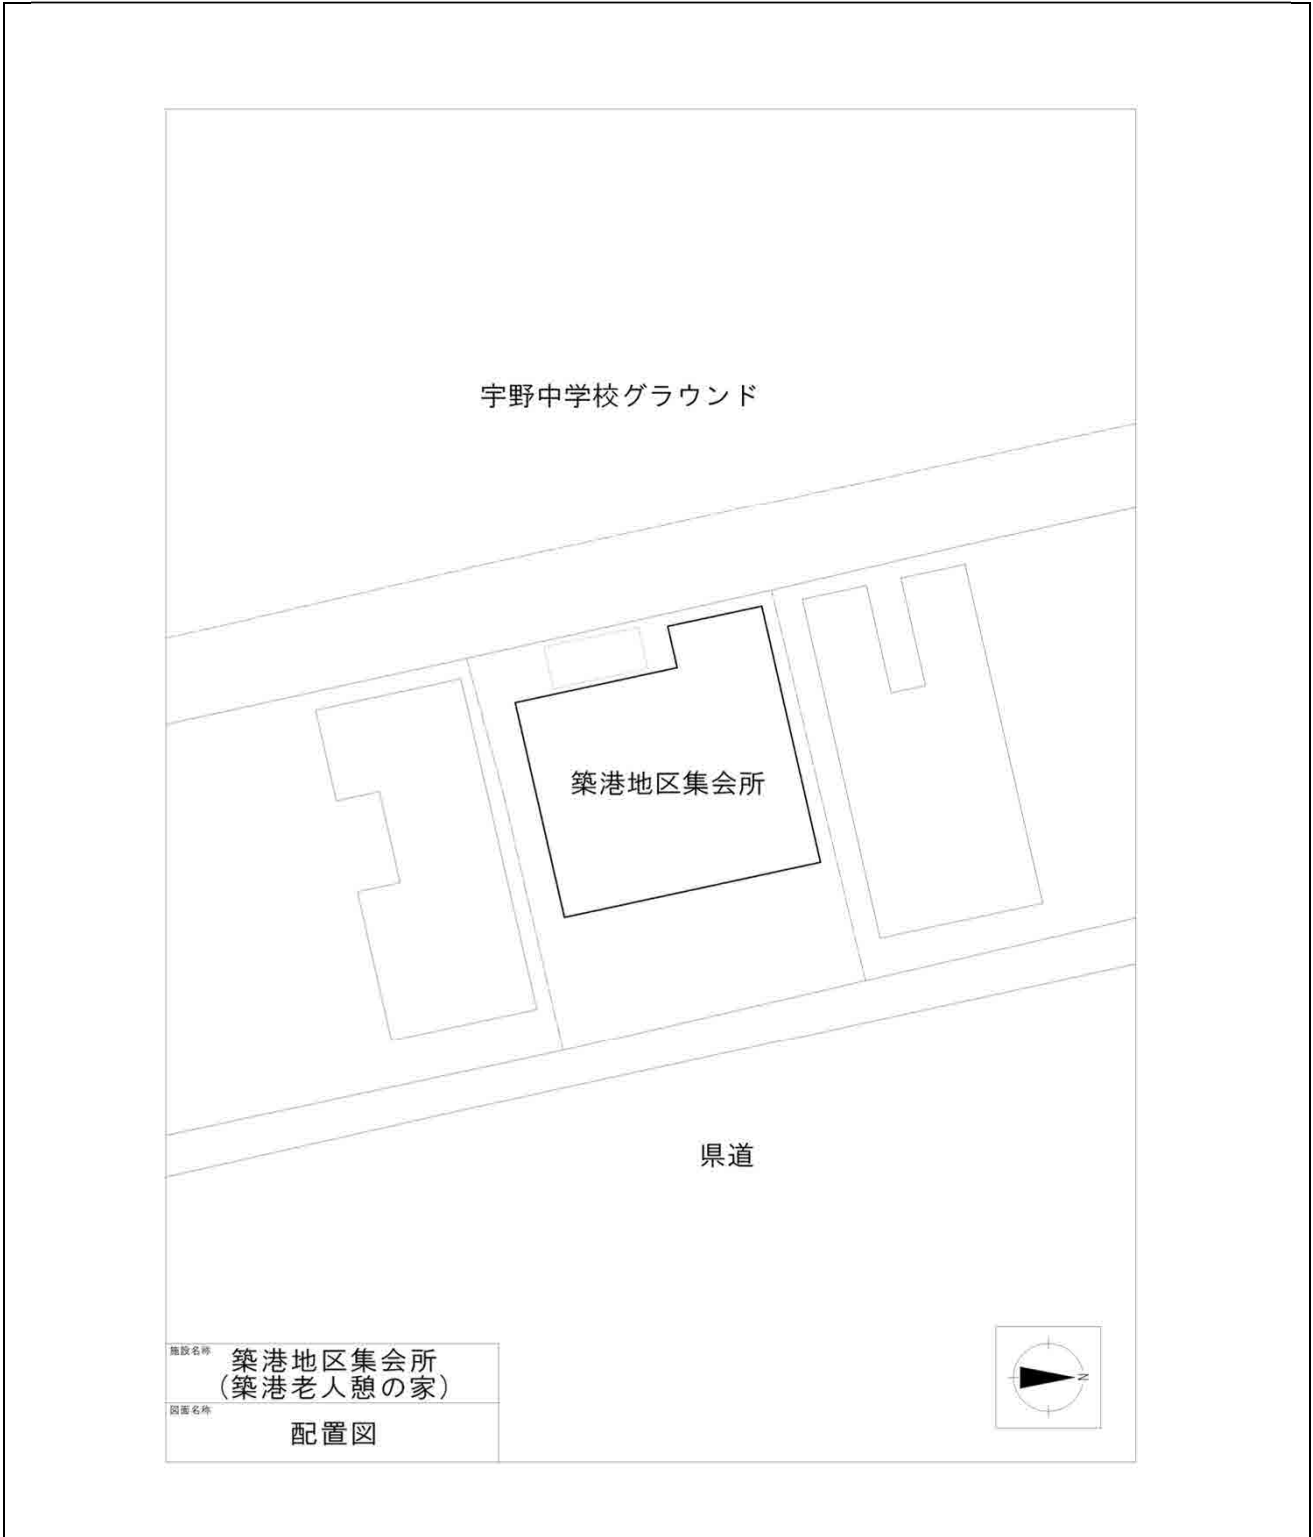 宇野中学校グラウンド
築港地区集会所
県道
施設名称
築港地区集会所
（築港老人憩の家）
図面名称
配置図
N